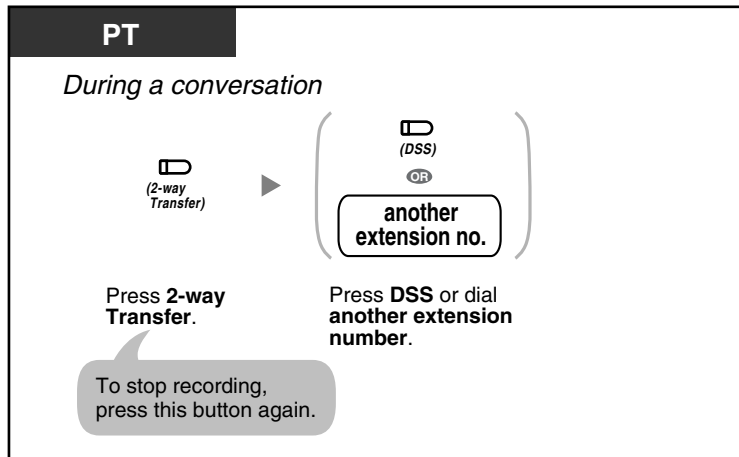 PT
During a conversation
(DSS)
(2-way
Transfer)
OR
another
extension no.
Press 2-way
Transfer.
Press DSS or dial
another extension
number.
To stop recording,
press this button again.